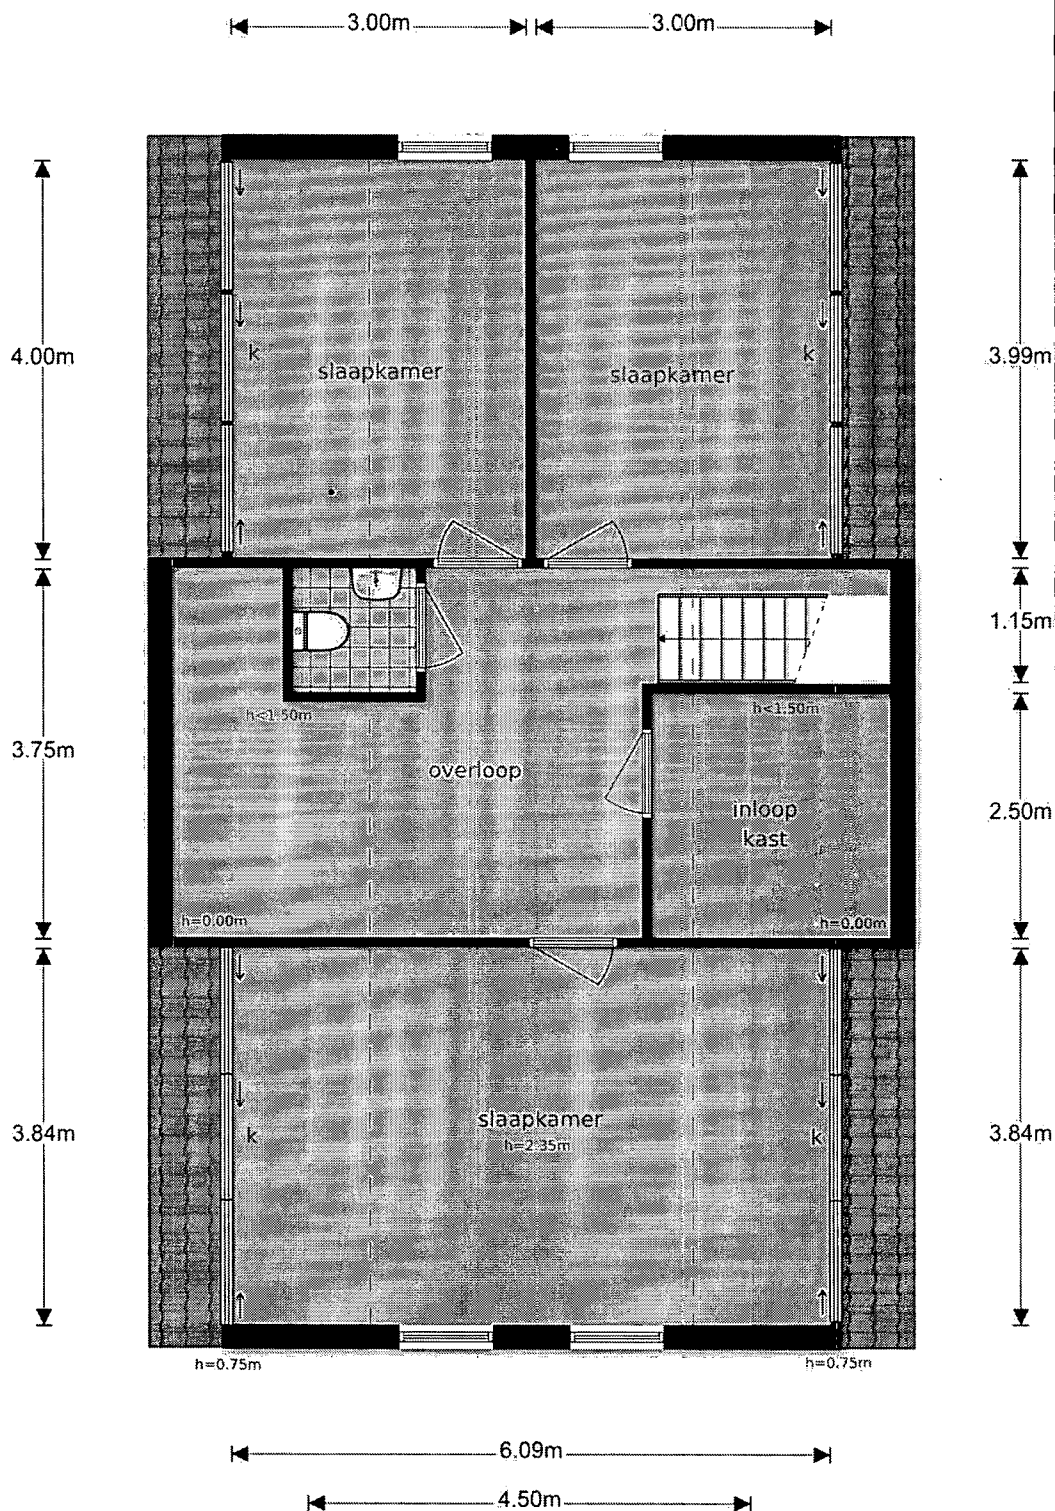 3.00m
3.00m
4.00m
3.99m
k
k
slaapkamer
slaapkamer
1.15m
h<1.50m
h<1.50m
3.75m
overloop
inloop
kast
2.50m
h=0.00m
h=0.00m
slaapkamer
h=2.35m
3.84m
k
k
3.84m
h=0.75m
h=0.75m
6.09m
4.50m